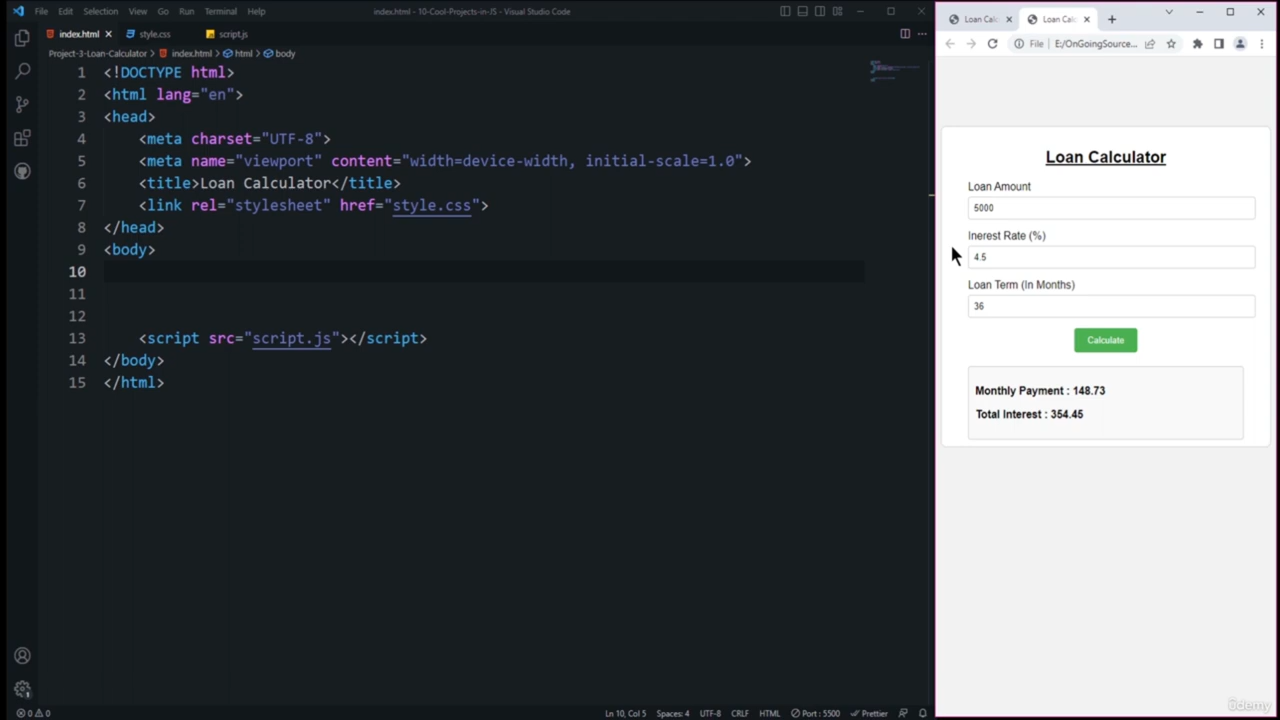 File Edit Selection View Go Run Terminal Help
index.html - 10-Cool-Projects-in-JS - Visual Studio Code
index.html style.css script.js
Project-3-Loan-Calculator > index.html > html > body
1 <!DOCTYPE html>
2 <html lang="en">
3 <head>
4 <meta charset="UTF-8">
5 <meta name="viewport" content="width=device-width, initial-scale=1.0">
6 <title>Loan Calculator</title>
7 <link rel="stylesheet" href="style.css">
8 </head>
9 <body>
10
11
12
13 <script src="script.js"></script>
14 </body>
15 </html>
0 0
Ln 10, Col 5 Spaces: 4 UTF-8 CRLF HTML Port : 5500 Prettier
Loan Calc Loan Calc
File E:/OnGoingSource...
Loan Calculator
Loan Amount
5000
Inerest Rate (%)
4.5
Loan Term (In Months)
36
Calculate
Monthly Payment : 148.73
Total Interest : 354.45
ûdemy